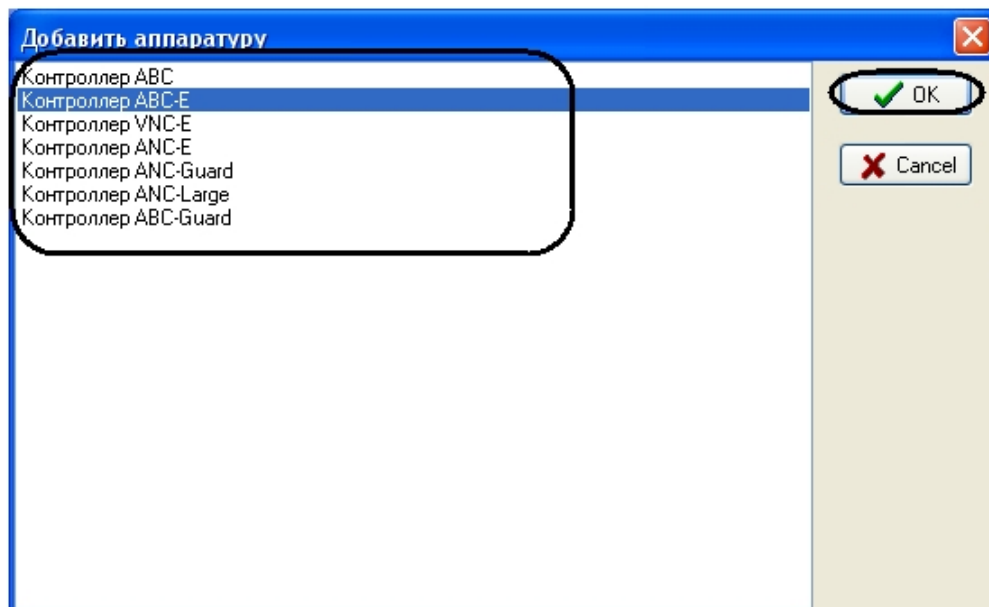 Добавить аппаратуру
Контроллер ABC
Контроллер ABC-E
Контроллер VNC-E
Контроллер ANC-E
Контроллер ANC-Guard
Контроллер ANC-Large
Контроллер ABC-Guard
OK
Cancel